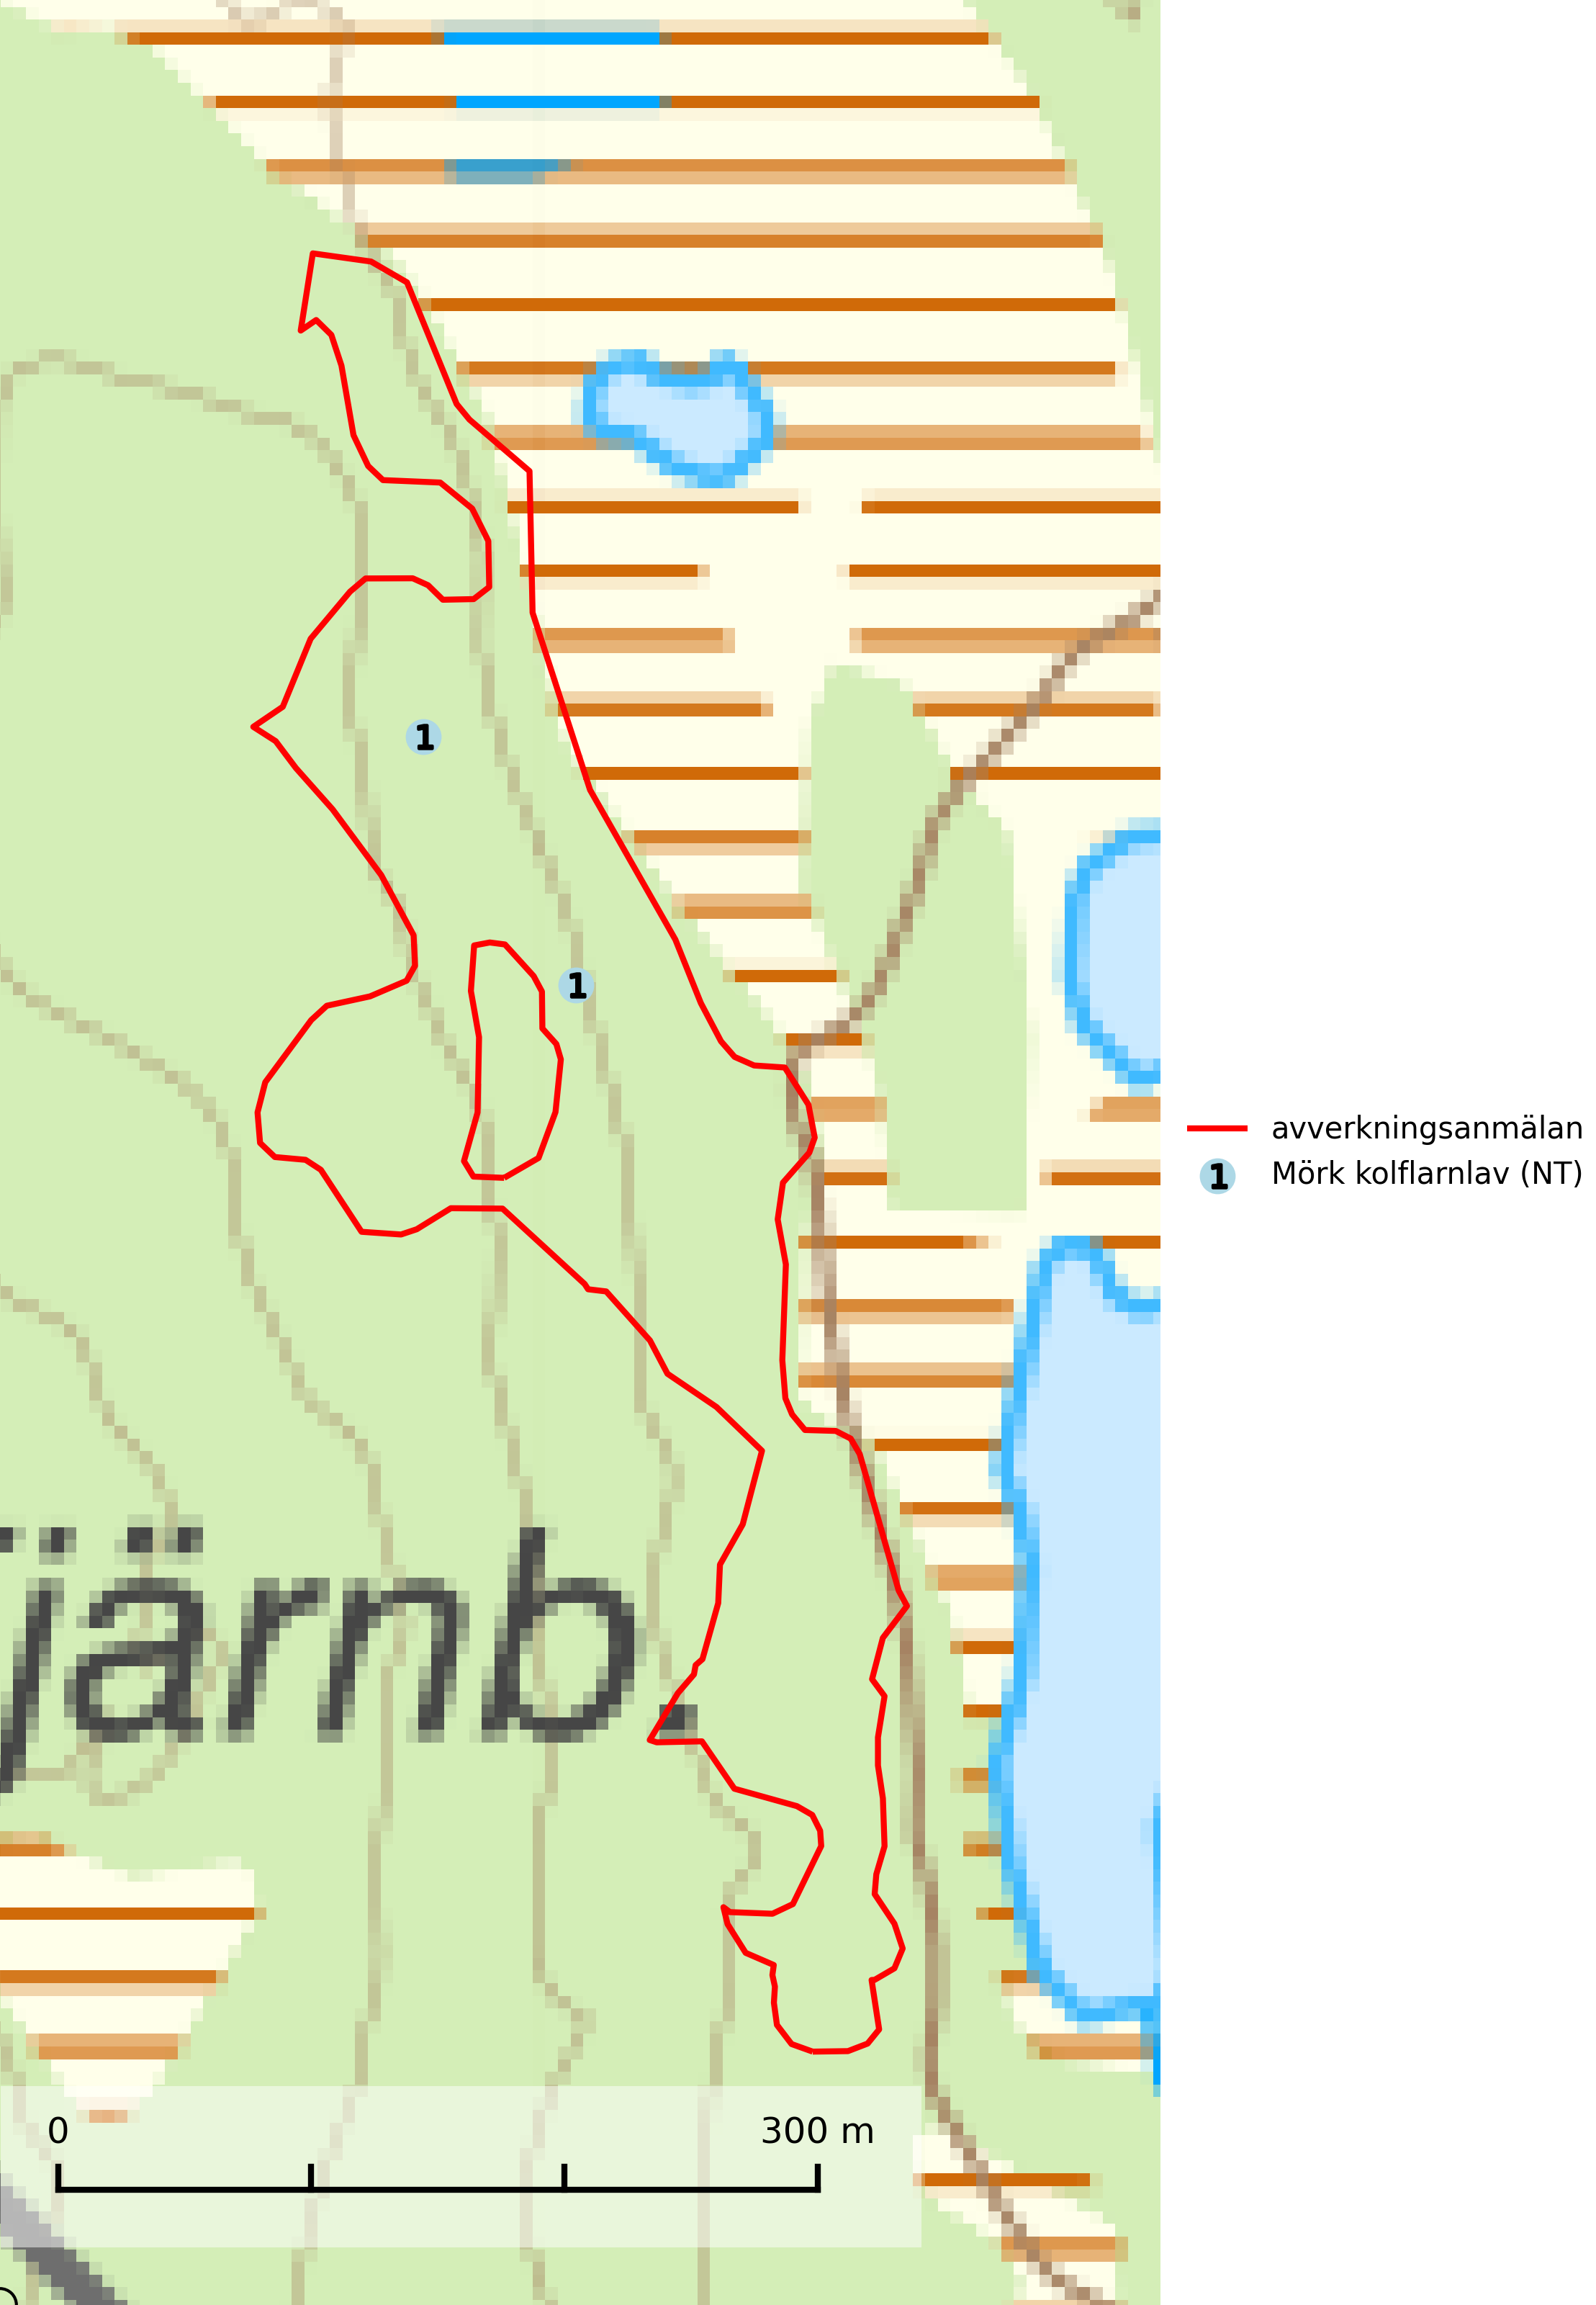 1
1
avverkningsanmälan
1 Mörk kolflarnlav (NT)
järnb.
0 300 m